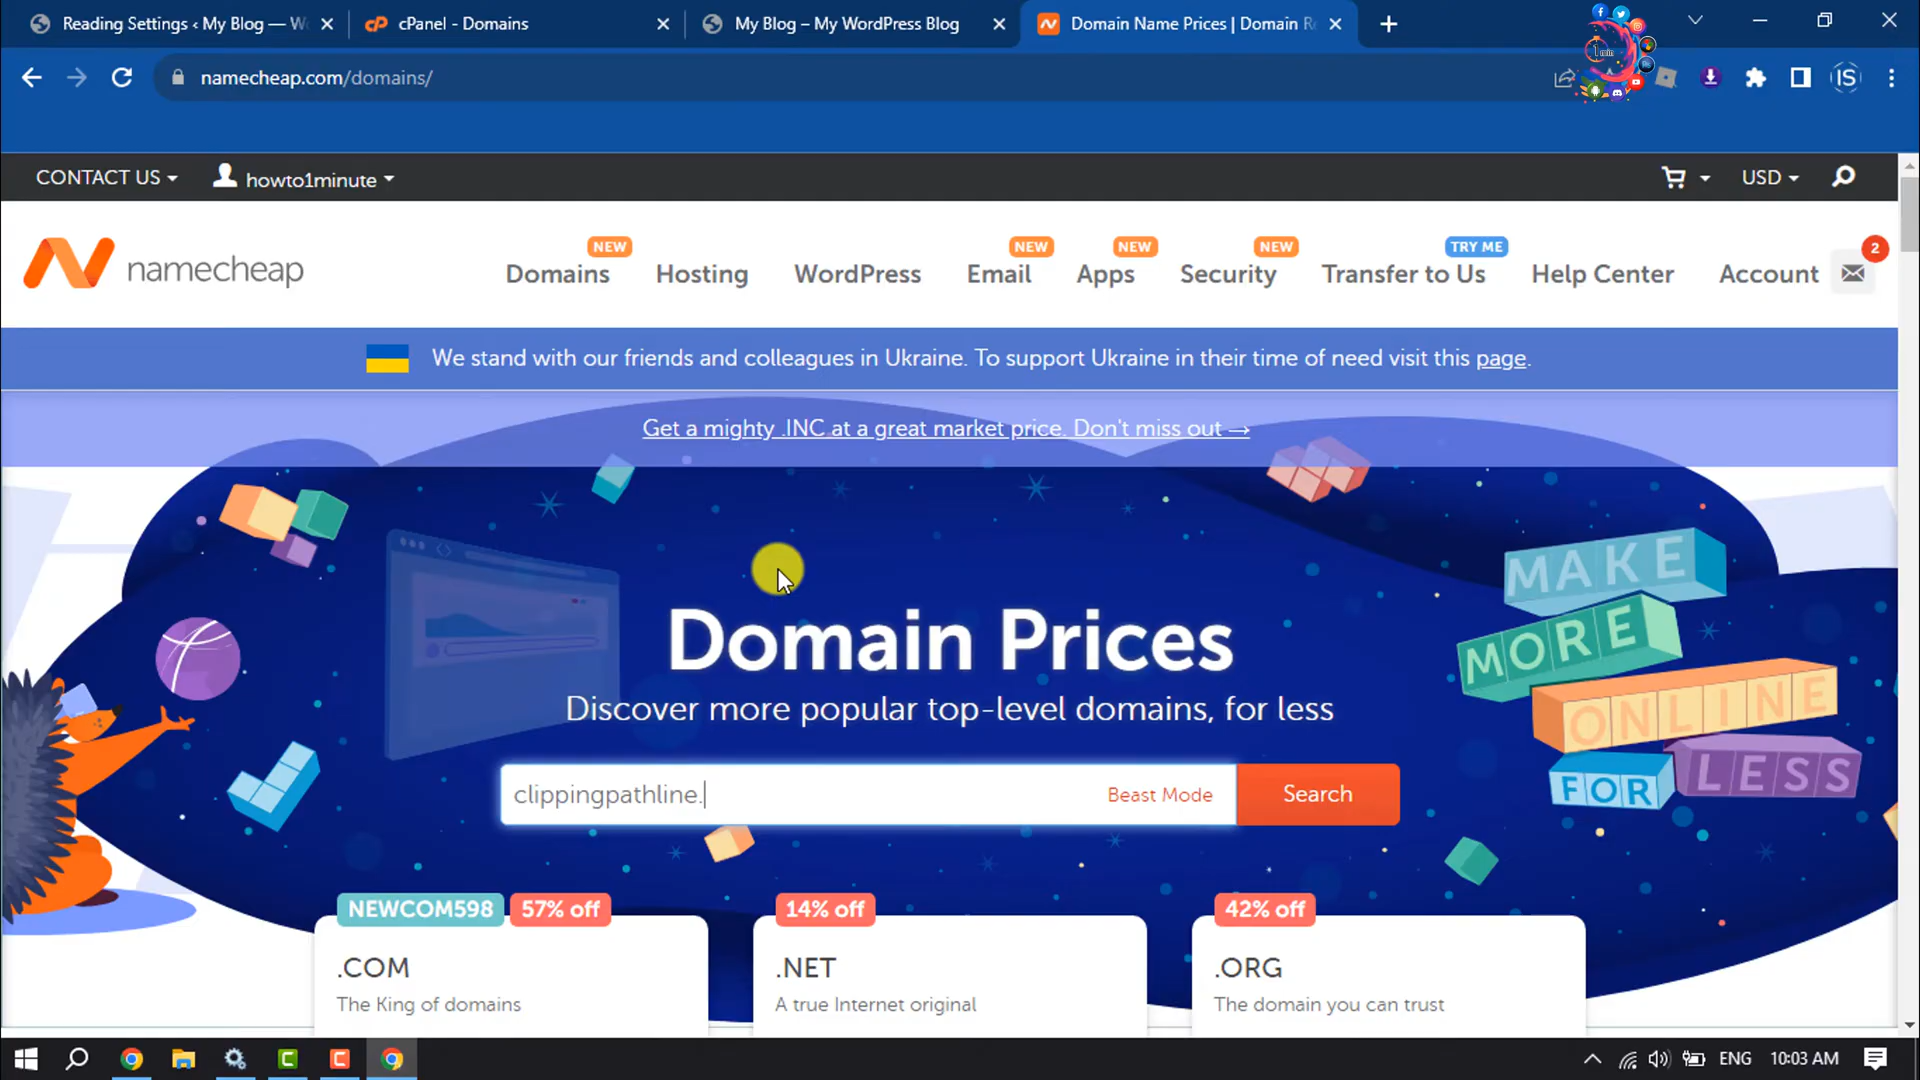 Reading Settings ‹ My Blog — W
cPanel - Domains
My Blog – My WordPress Blog
Domain Name Prices | Domain Re
namecheap.com/domains/
IS
1 min
CONTACT US
howto1minute
USD
namecheap
Domains NEW
Hosting
WordPress
Email NEW
Apps NEW
Security NEW
Transfer to Us TRY ME
Help Center
Account
2
We stand with our friends and colleagues in Ukraine. To support Ukraine in their time of need visit this page.
Get a mighty .INC at a great market price. Don't miss out →
MAKE
MORE
ONLINE
FOR LESS
Domain Prices
Discover more popular top-level domains, for less
clippingpathline.
Beast Mode
Search
NEWCOM598 57% off
.COM
The King of domains
14% off
.NET
A true Internet original
42% off
.ORG
The domain you can trust
ENG
10:03 AM